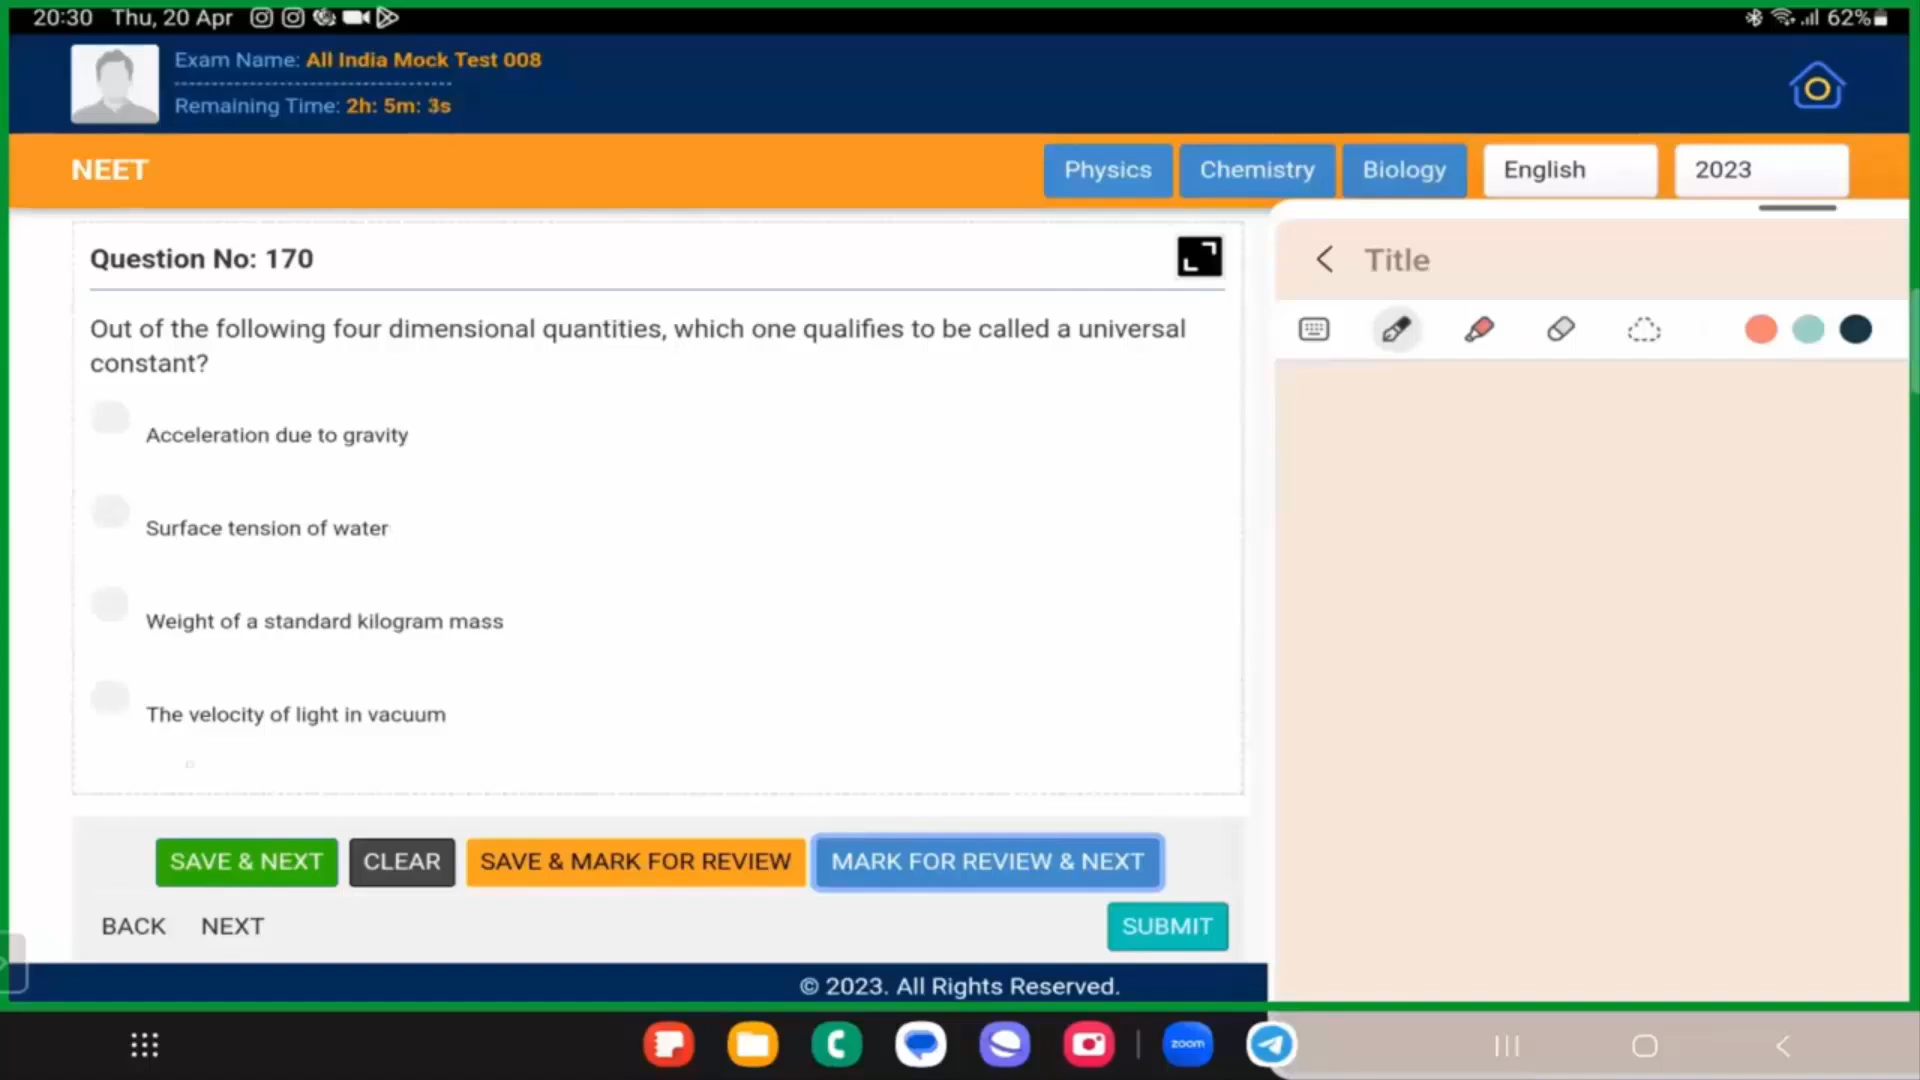 20:30 Thu, 20 Apr
62%
Exam Name: All India Mock Test 008
Remaining Time: 2h: 5m: 3s
NEET
Physics
Chemistry
Biology
English
2023
Question No: 170
Title
Out of the following four dimensional quantities, which one qualifies to be called a universal
constant?
Acceleration due to gravity
Surface tension of water
Weight of a standard kilogram mass
The velocity of light in vacuum
SAVE & NEXT
CLEAR
SAVE & MARK FOR REVIEW
MARK FOR REVIEW & NEXT
BACK
NEXT
SUBMIT
© 2023. All Rights Reserved.
zoom